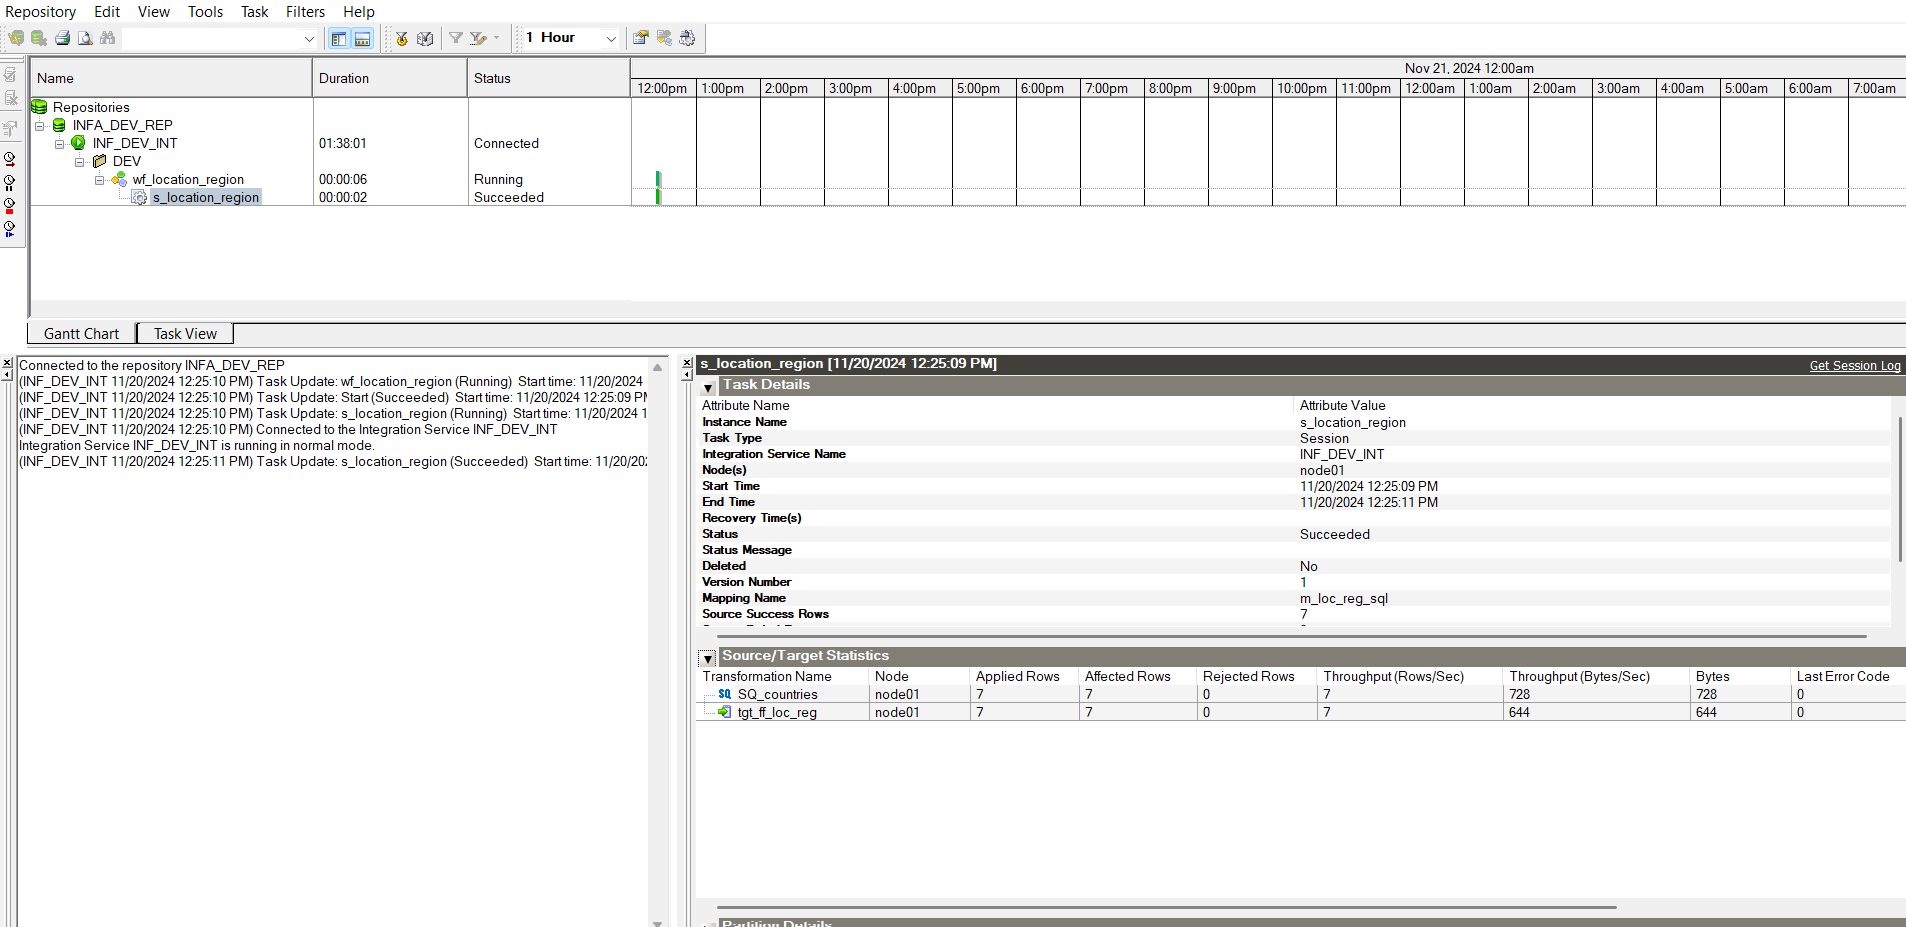 Repository Edit View Tools Task Filters Help
1 Hour
Name Duration Status
Nov 21, 2024 12:00am
12:00pm 1:00pm 2:00pm 3:00pm 4:00pm 5:00pm 6:00pm 7:00pm 8:00pm 9:00pm 10:00pm 11:00pm 12:00am 1:00am 2:00am 3:00am 4:00am 5:00am 6:00am 7:00am
Repositories
INFA_DEV_REP
INF_DEV_INT 01:38:01 Connected
DEV
wf_location_region 00:00:06 Running
s_location_region 00:00:02 Succeeded
Gantt Chart Task View
Connected to the repository INFA_DEV_REP
(INF_DEV_INT 11/20/2024 12:25:10 PM) Task Update: wf_location_region (Running) Start time: 11/20/2024
(INF_DEV_INT 11/20/2024 12:25:10 PM) Task Update: Start (Succeeded) Start time: 11/20/2024 12:25:09 PM
(INF_DEV_INT 11/20/2024 12:25:10 PM) Task Update: s_location_region (Running) Start time: 11/20/2024 1
(INF_DEV_INT 11/20/2024 12:25:10 PM) Connected to the Integration Service INF_DEV_INT
Integration Service INF_DEV_INT is running in normal mode.
(INF_DEV_INT 11/20/2024 12:25:11 PM) Task Update: s_location_region (Succeeded) Start time: 11/20/202
s_location_region [11/20/2024 12:25:09 PM] Get Session Log
Task Details
Attribute Name Attribute Value
Instance Name s_location_region
Task Type Session
Integration Service Name INF_DEV_INT
Node(s) node01
Start Time 11/20/2024 12:25:09 PM
End Time 11/20/2024 12:25:11 PM
Recovery Time(s)
Status Succeeded
Status Message
Deleted No
Version Number 1
Mapping Name m_loc_reg_sql
Source Success Rows 7
Source/Target Statistics
Transformation Name Node Applied Rows Affected Rows Rejected Rows Throughput (Rows/Sec) Throughput (Bytes/Sec) Bytes Last Error Code
SQ SQ_countries node01 7 7 0 7 728 728 0
tgt_ff_loc_reg node01 7 7 0 7 644 644 0
Partition Details